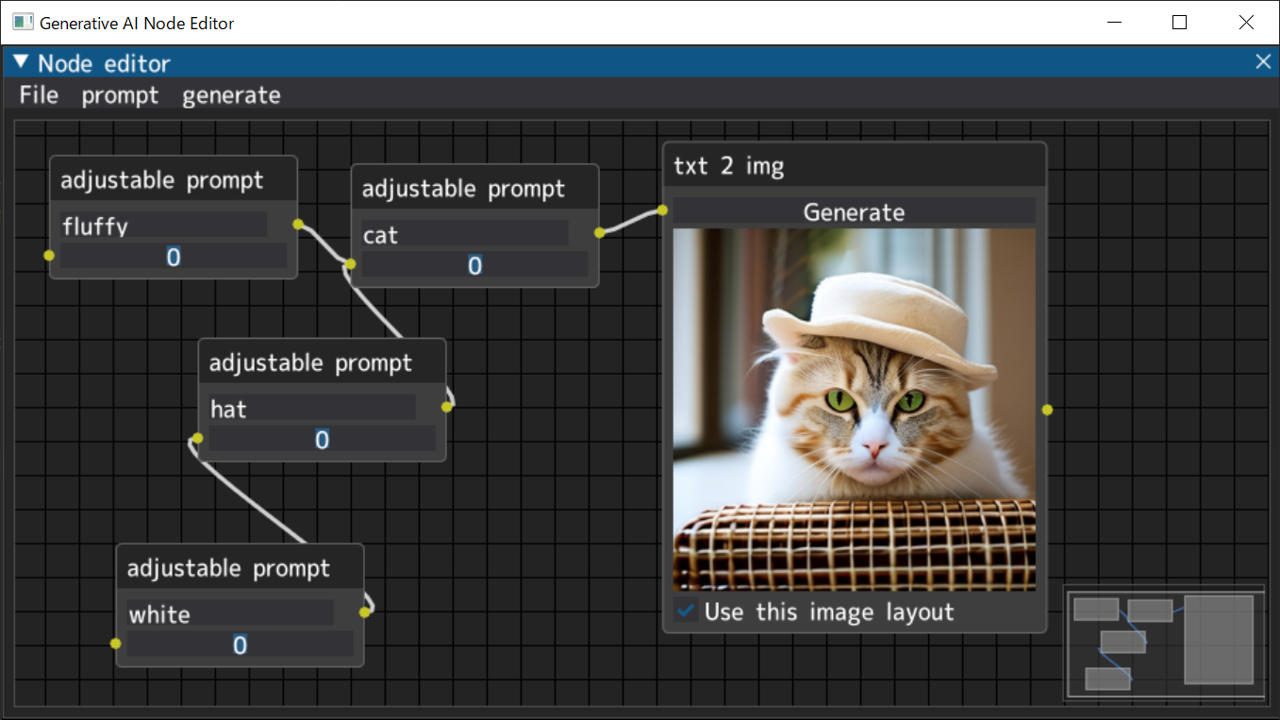 Generative AI Node Editor
Node editor
File prompt generate
adjustable prompt
fluffy
0
adjustable prompt
cat
0
txt 2 img
Generate
adjustable prompt
hat
0
adjustable prompt
white
0
Use this image layout